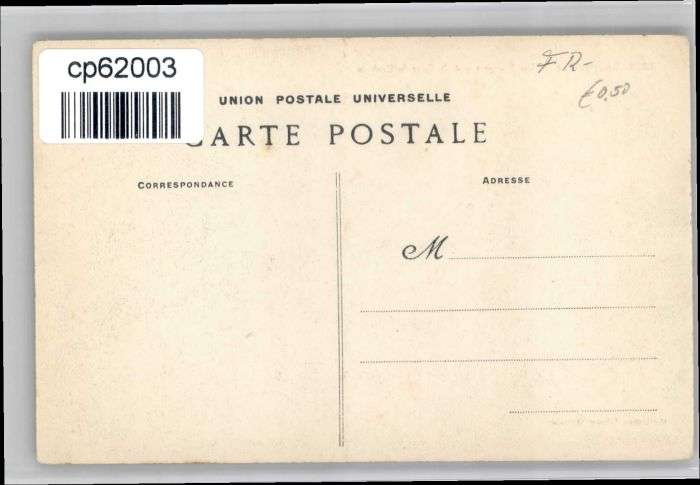 cp62003
FR-
€0,50
UNION POSTALE UNIVERSELLE
CARTE POSTALE
CORRESPONDANCE
ADRESSE
M